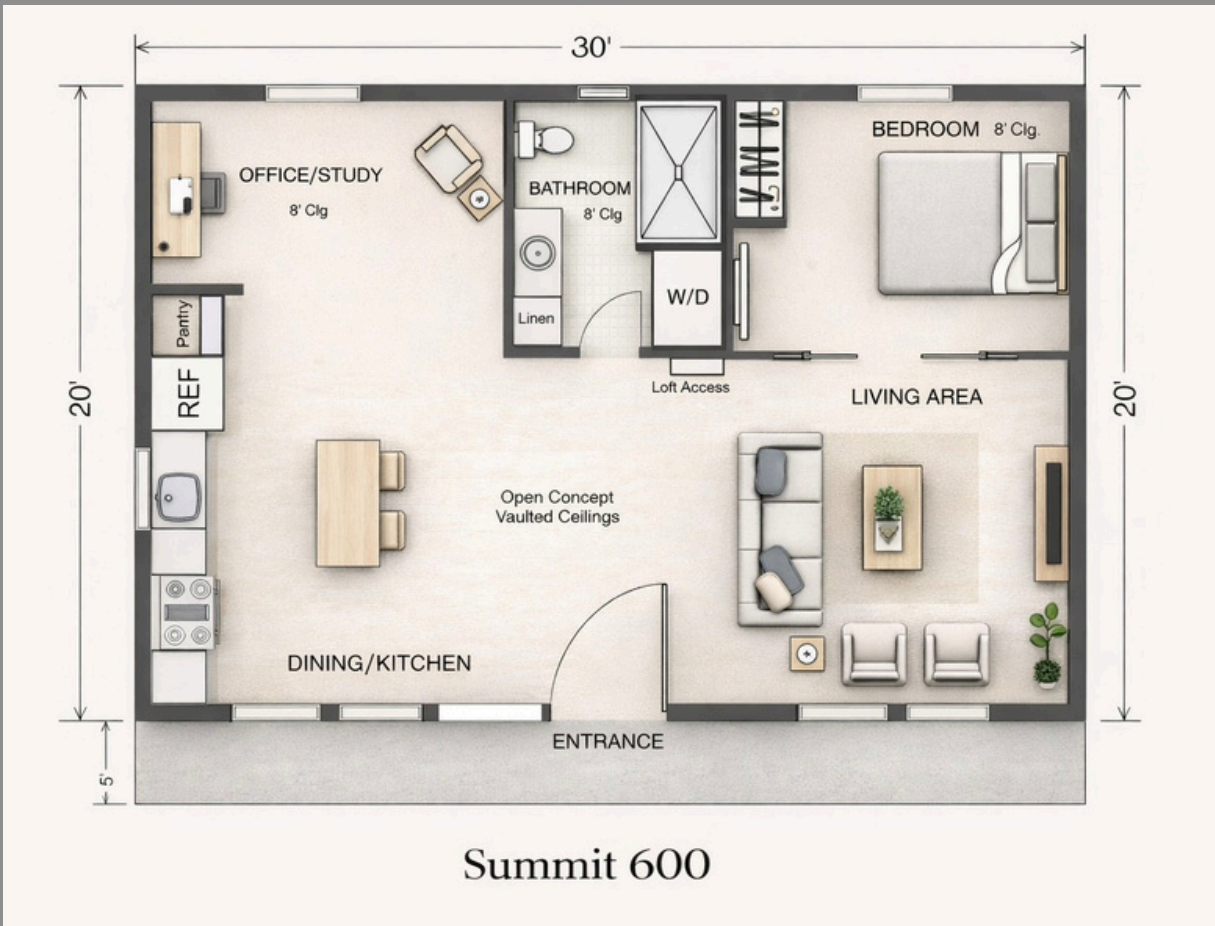 30'
BEDROOM 8' Clg.
OFFICE/STUDY
8' Clg
BATHROOM
8' Clg
W/D
Linen
Pantry
REF
20'
20'
Loft Access
LIVING AREA
Open Concept
Vaulted Ceilings
DINING/KITCHEN
ENTRANCE
5'
Summit 600